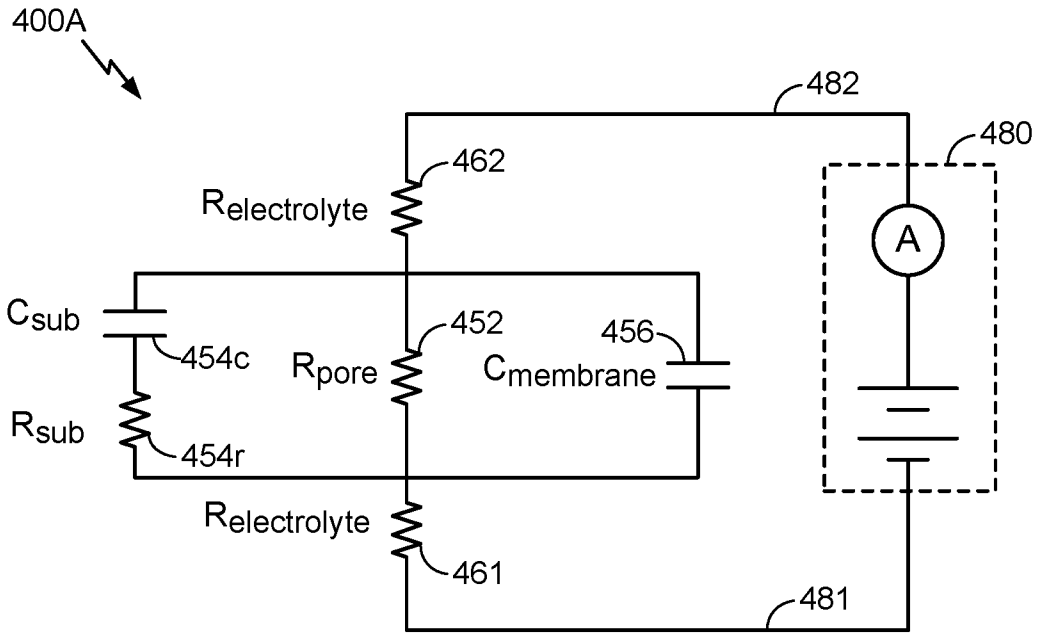 400A
482
480
462
Relectrolyte
A
Csub
452
456
454c
Rpore
Cmembrane
Rsub
454r
Relectrolyte
461
481